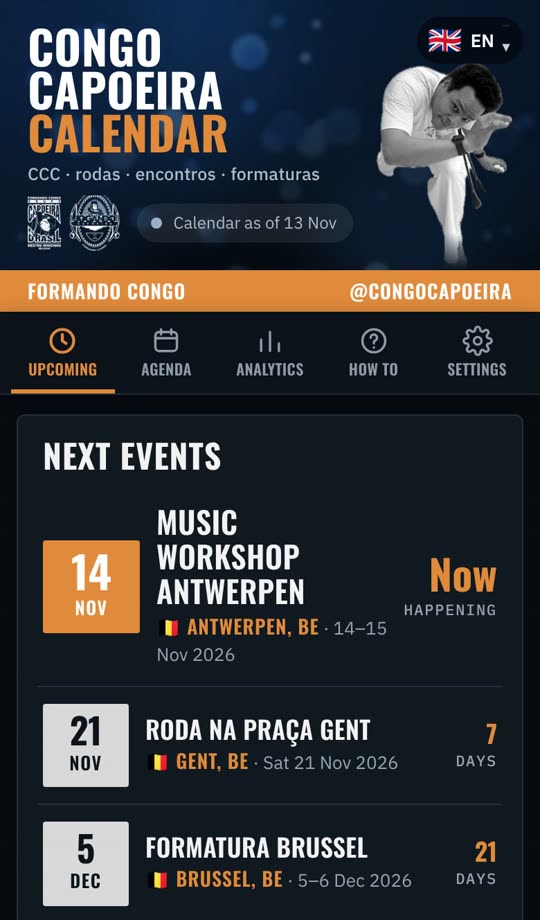 CONGO
CAPOEIRA
CALENDAR
EN
CCC · rodas · encontros · formaturas
CAPOEIRA
BRASIL
Calendar as of 13 Nov
FORMANDO CONGO
@CONGOCAPOEIRA
UPCOMING
AGENDA
ANALYTICS
HOW TO
SETTINGS
NEXT EVENTS
14
NOV
MUSIC
WORKSHOP
ANTWERPEN
ANTWERPEN, BE · 14–15
Nov 2026
Now
HAPPENING
21
NOV
RODA NA PRAÇA GENT
GENT, BE · Sat 21 Nov 2026
7
DAYS
5
DEC
FORMATURA BRUSSEL
BRUSSEL, BE · 5–6 Dec 2026
21
DAYS